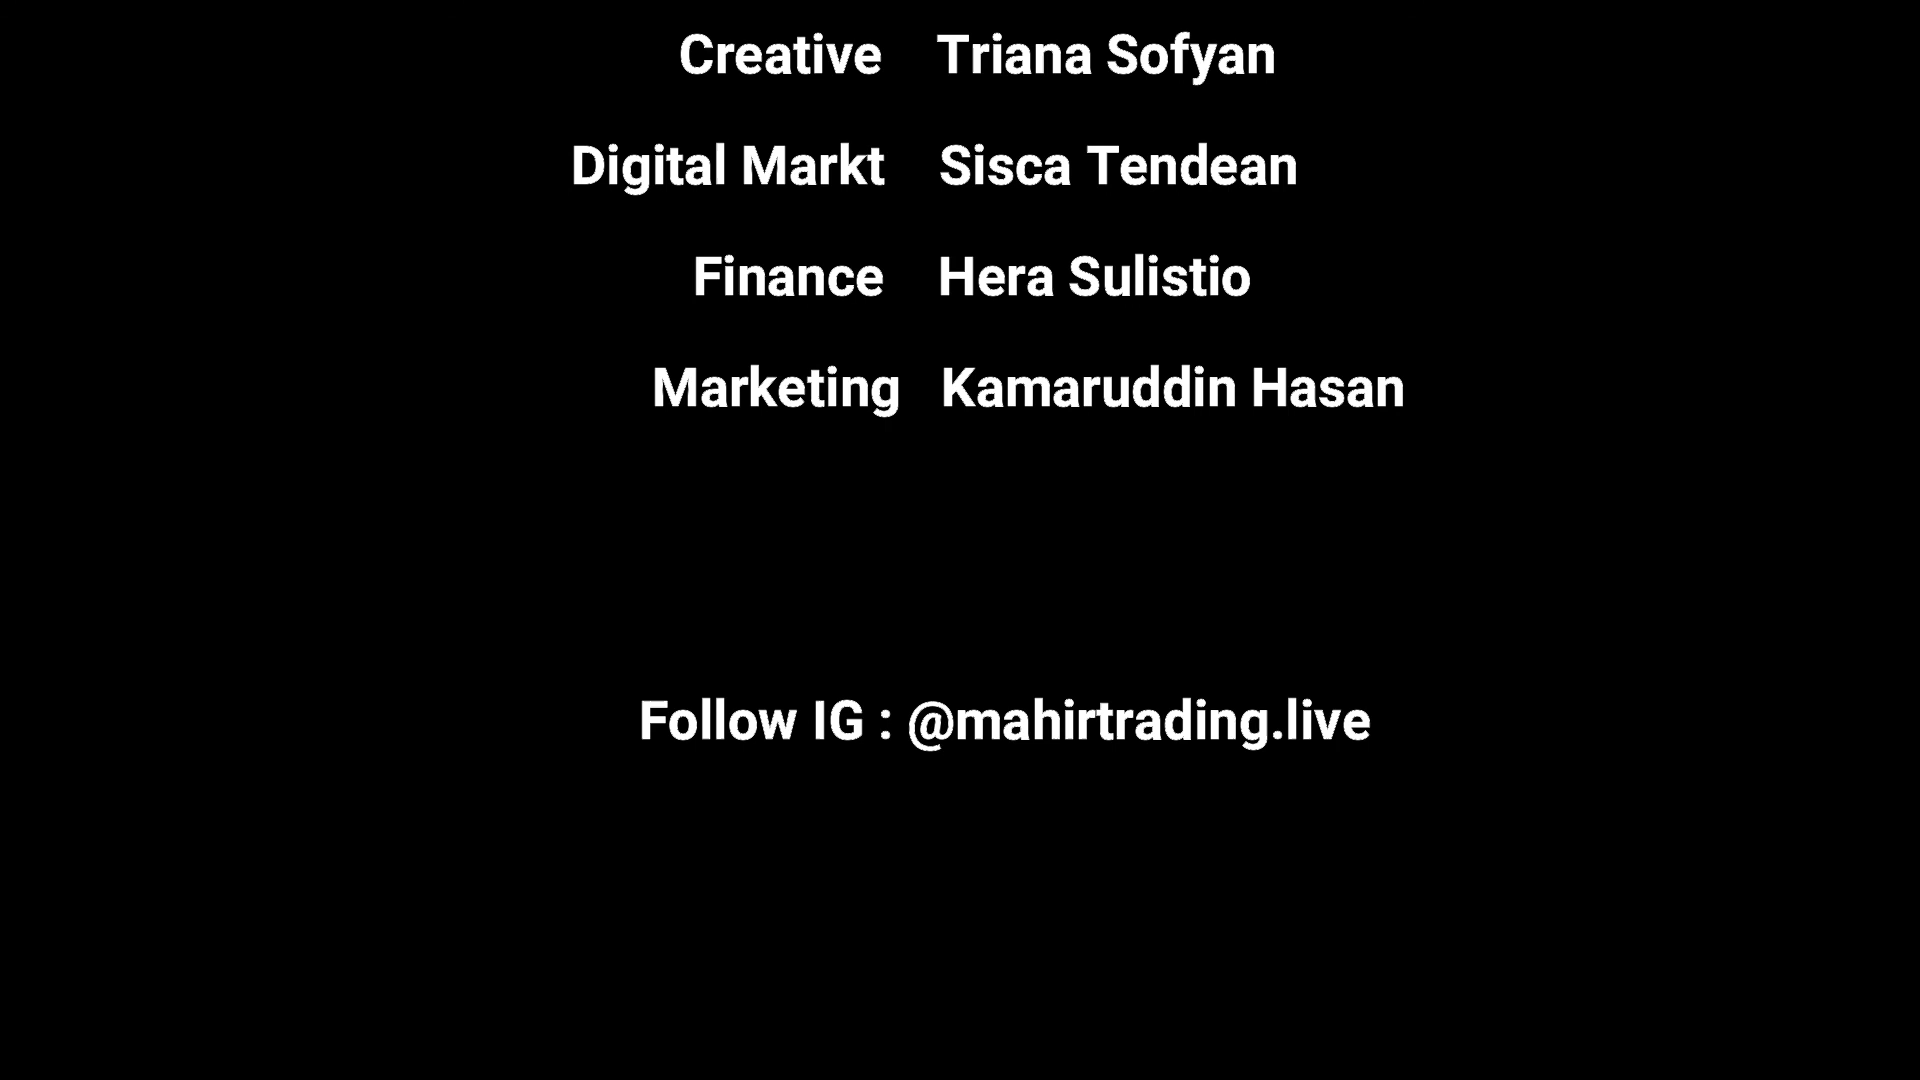 Creative Triana Sofyan
Digital Markt Sisca Tendean
Finance Hera Sulistio
Marketing Kamaruddin Hasan
Follow IG : @mahirtrading.live